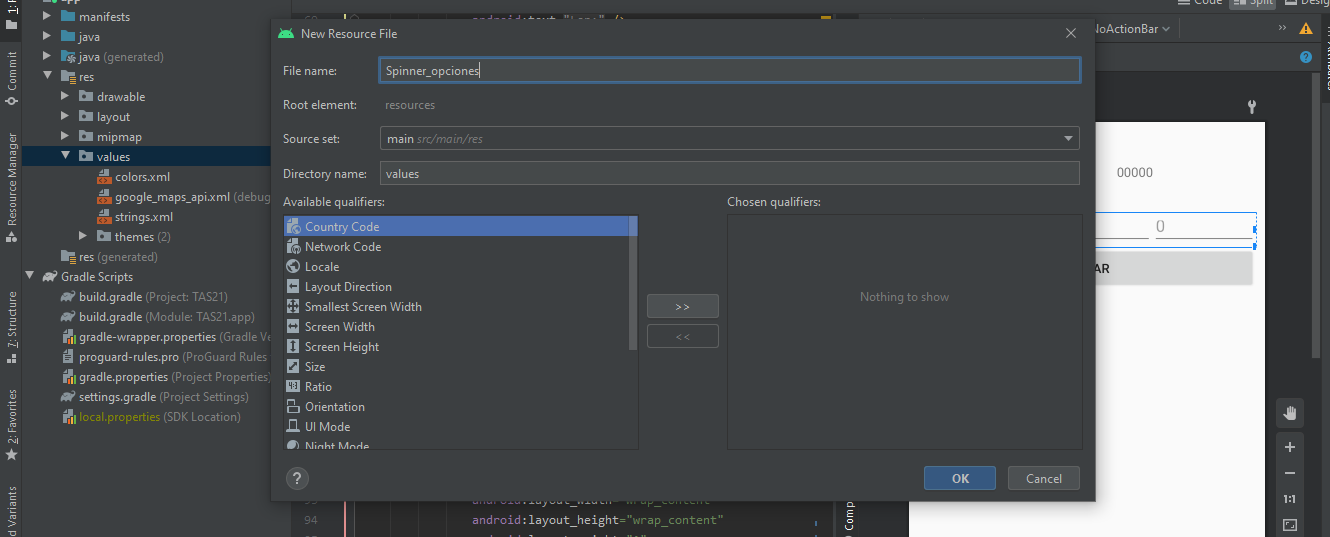 app
manifests
java
java (generated)
res
drawable
layout
mipmap
values
colors.xml
google_maps_api.xml (debug
strings.xml
themes (2)
res (generated)
Gradle Scripts
build.gradle (Project: TAS21)
build.gradle (Module: TAS21.app)
gradle-wrapper.properties (Gradle Ve
proguard-rules.pro (ProGuard Rules
gradle.properties (Project Properties)
settings.gradle (Project Settings)
local.properties (SDK Location)
Commit
Resource Manager
7: Structure
2: Favorites
d Variants
New Resource File
File name:
Spinner_opciones
Root element:
resources
Source set:
main src/main/res
Directory name:
values
Available qualifiers:
Country Code
Network Code
Locale
Layout Direction
Smallest Screen Width
Screen Width
Screen Height
Size
Ratio
Orientation
UI Mode
Night Mode
>>
<<
Chosen qualifiers:
Nothing to show
?
OK
Cancel
94
android:layout_width="wrap_content"
android:layout_height="wrap_content"
Code
Split
Desig
NoActionBar
>>
?
00000
0
AR
1:1
Comp